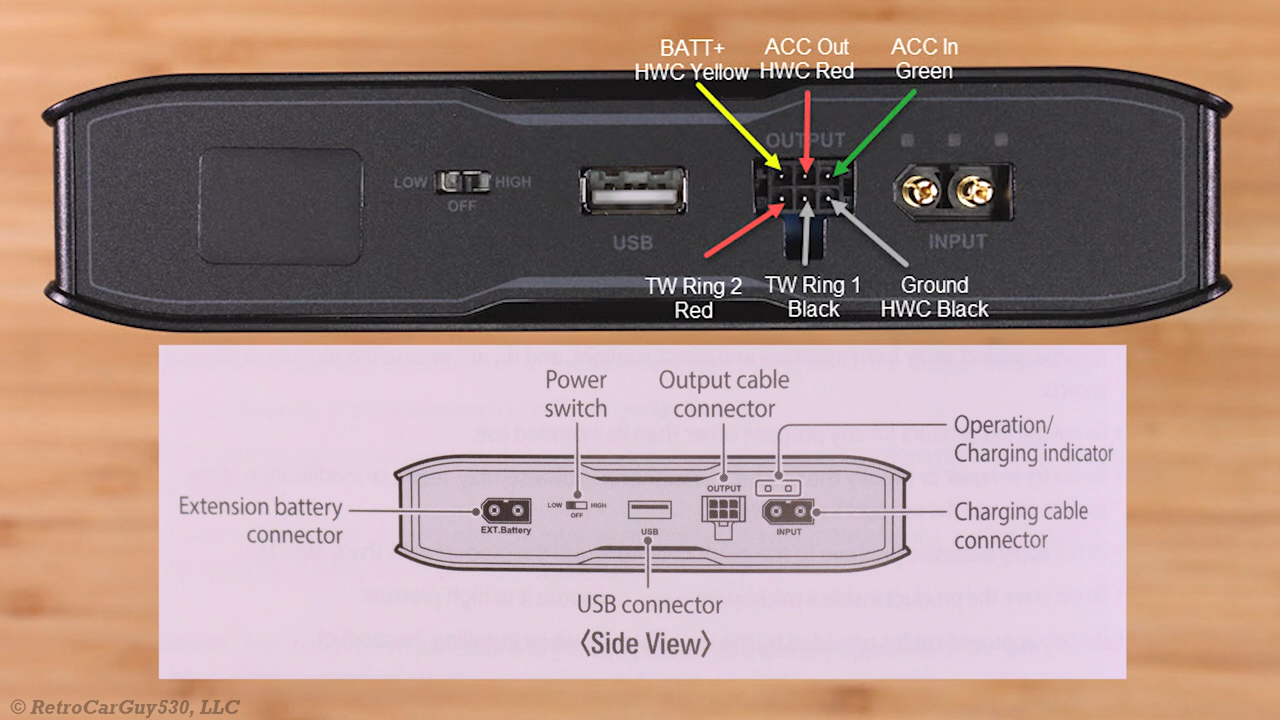 BATT+
HWC Yellow
ACC Out
HWC Red
ACC In
Green
OUTPUT
LOW
HIGH
OFF
USB
INPUT
TW Ring 2
Red
TW Ring 1
Black
Ground
HWC Black
Power
switch
Output cable
connector
Operation/
Charging indicator
Extension battery
connector
EXT.Battery
LOW
HIGH
OFF
USB
OUTPUT
INPUT
Charging cable
connector
USB connector
〈Side View〉
© RetroCarGuy530, LLC